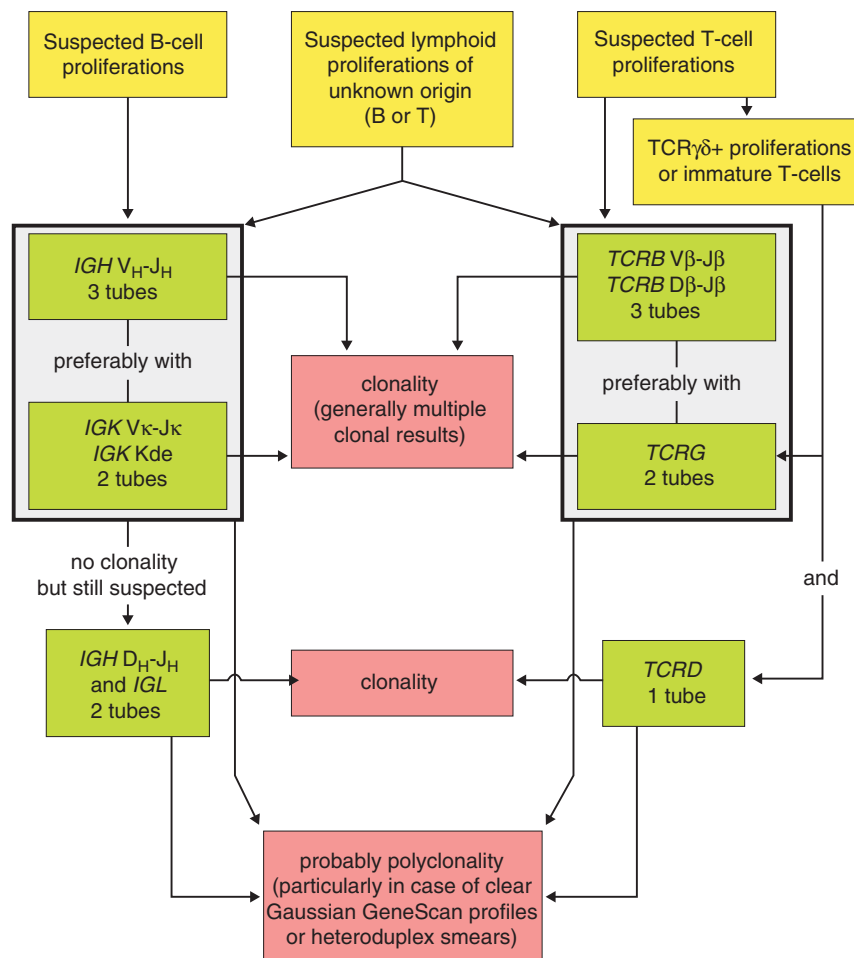 Suspected B-cell
proliferations
Suspected lymphoid
proliferations of
unknown origin
(B or T)
Suspected T-cell
proliferations
TCRγδ+ proliferations
or immature T-cells
IGH VH-JH
3 tubes
preferably with
IGK Vκ-Jκ
IGK Kde
2 tubes
clonality
(generally multiple
clonal results)
TCRB Vβ-Jβ
TCRB Dβ-Jβ
3 tubes
preferably with
TCRG
2 tubes
no clonality
but still suspected
and
IGH DH-JH
and IGL
2 tubes
clonality
TCRD
1 tube
probably polyclonality
(particularly in case of clear
Gaussian GeneScan profiles
or heteroduplex smears)